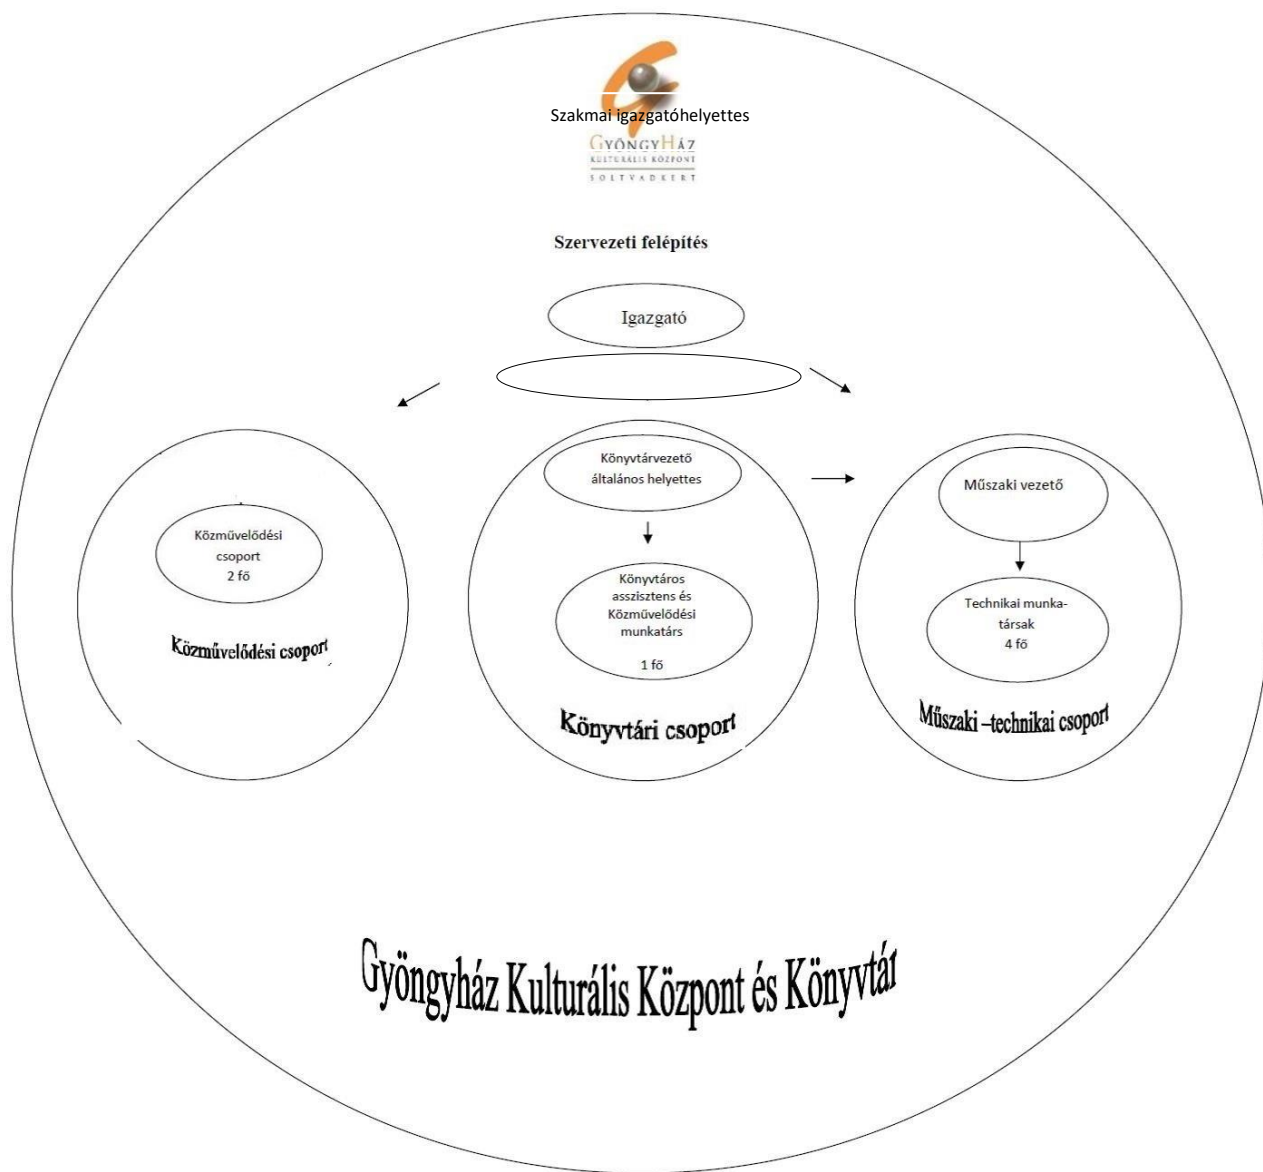 Szakmai igazgatóhelyettes
GYÖNGYHÁZ
KULTURÁLIS KÖZPONT
SOLTVADKERT
Szervezeti felépítés
Igazgató
Közművelődési
csoport
2 fő
Közművelődési csoport
Könyvtárvezető
általános helyettes
Könyvtáros
asszisztens és
Közművelődési
munkatárs
1 fő
Könyvtári csoport
Műszaki vezető
Technikai munka-
társak
4 fő
Műszaki –technikai csoport
Gyöngyház Kulturális Központ és Könyvtár